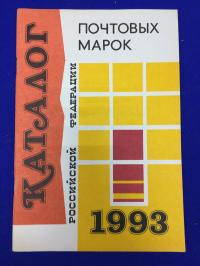 КАТАЛОГ
ПОЧТОВЫХ
МАРОК
РОССИЙСКОЙ ФЕДЕРАЦИИ
1993